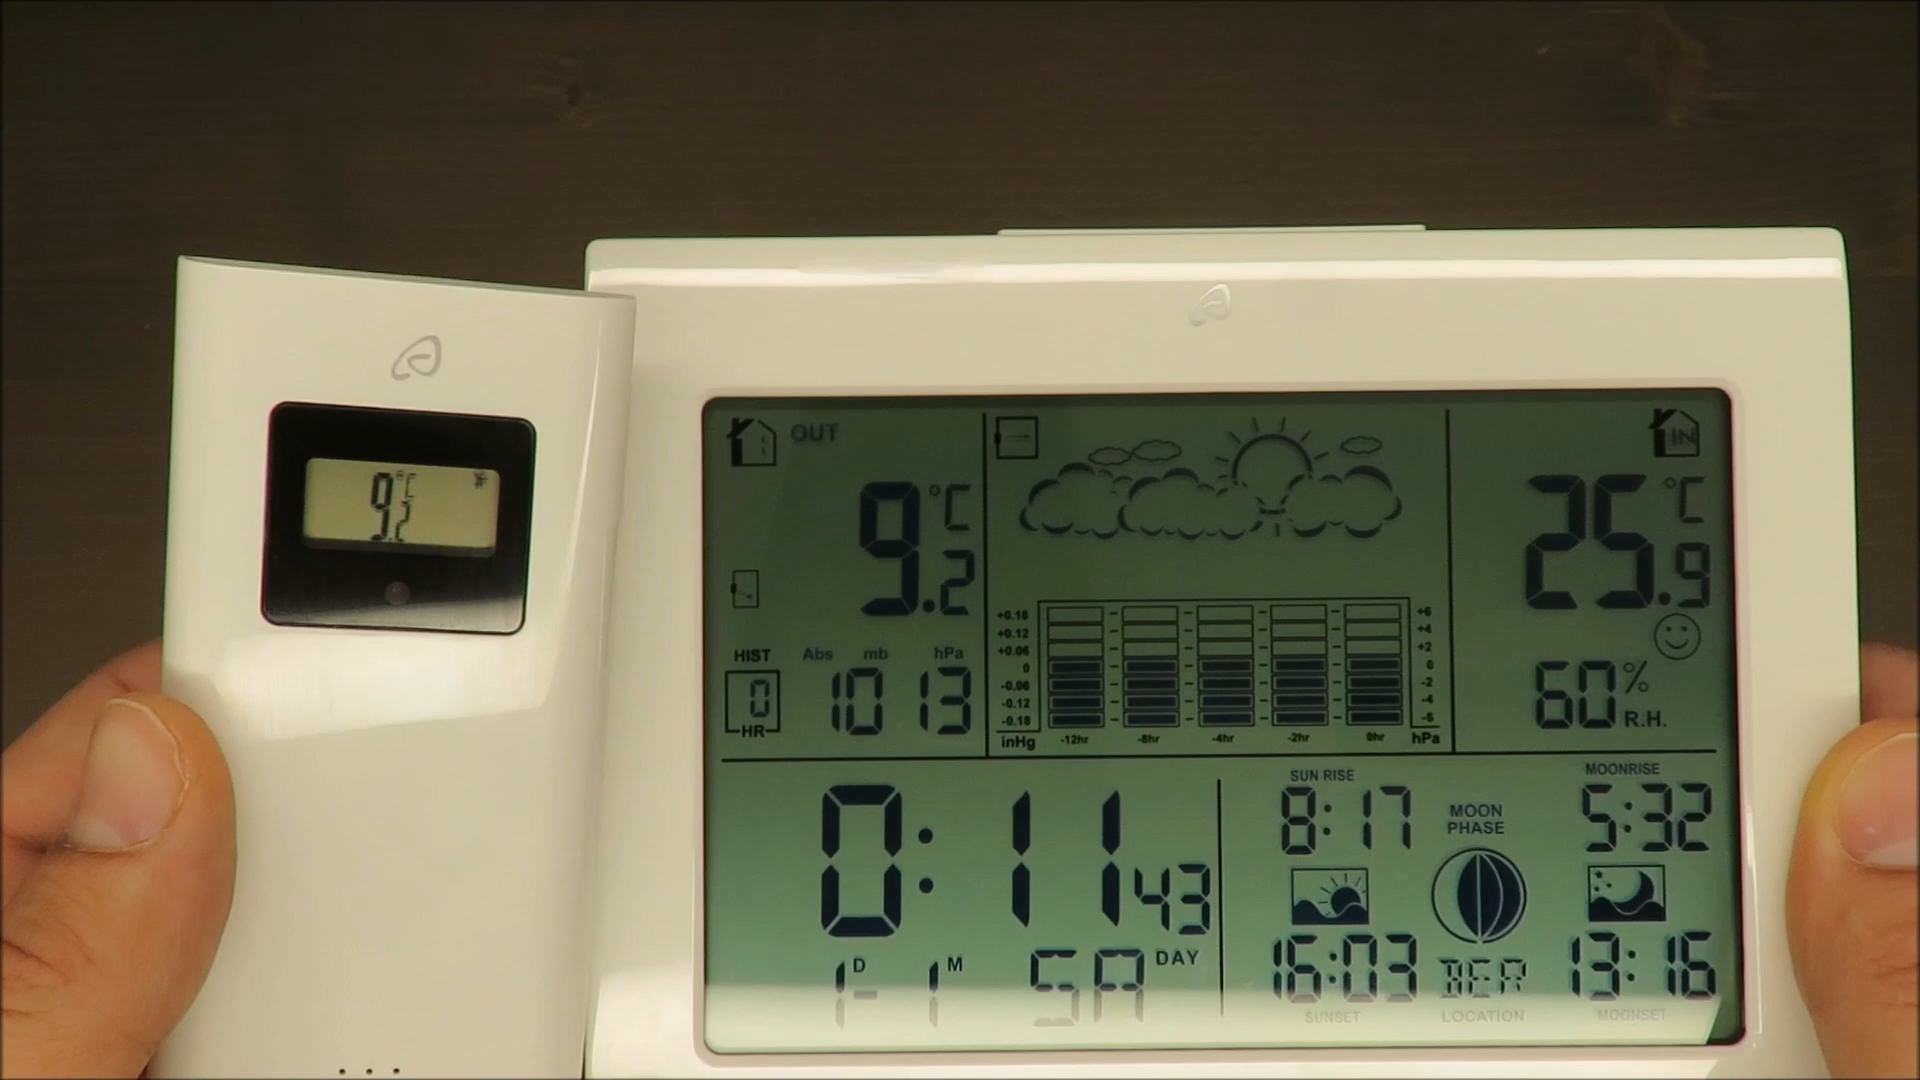 9.2 °C
OUT
9.2 °C
HIST
0
HR
Abs mb hPa
1013
+0.18
+0.12
+0.06
0
-0.06
-0.12
-0.18
inHg
-12hr -8hr -4hr -2hr 0hr
+6
+4
+2
0
-2
-4
-6
hPa
IN
25.9 °C
60% R.H.
0:11 43
1 D 1 M SA DAY
SUN RISE
8:17
MOON
PHASE
MOONRISE
5:32
16:03
SUNSET
BER
LOCATION
13:16
MOONSET